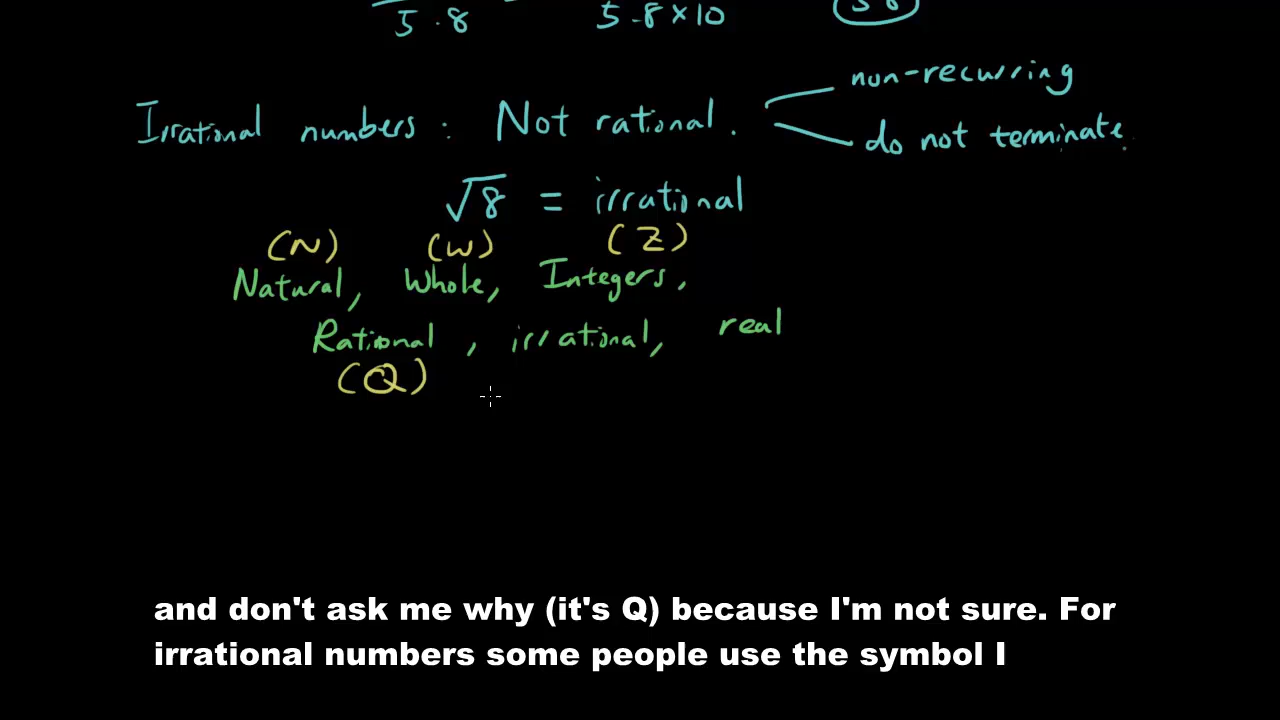 5.8 5.8×10
Irrational numbers: Not rational. non-recurring
do not terminate.
√8 = irrational
(N) (W) (Z)
Natural, Whole, Integers,
Rational, irrational, real
(Q)
and don't ask me why (it's Q) because I'm not sure. For
irrational numbers some people use the symbol I